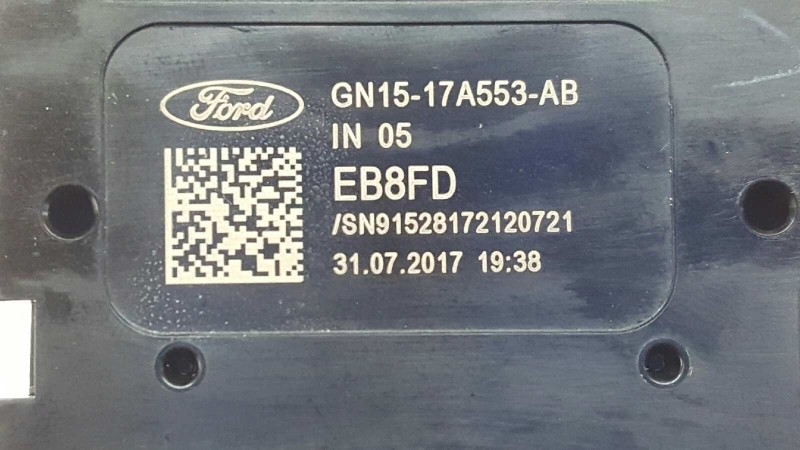 Ford
GN15-17A553-AB
IN 05
EB8FD
/SN91528172120721
31.07.2017 19:38